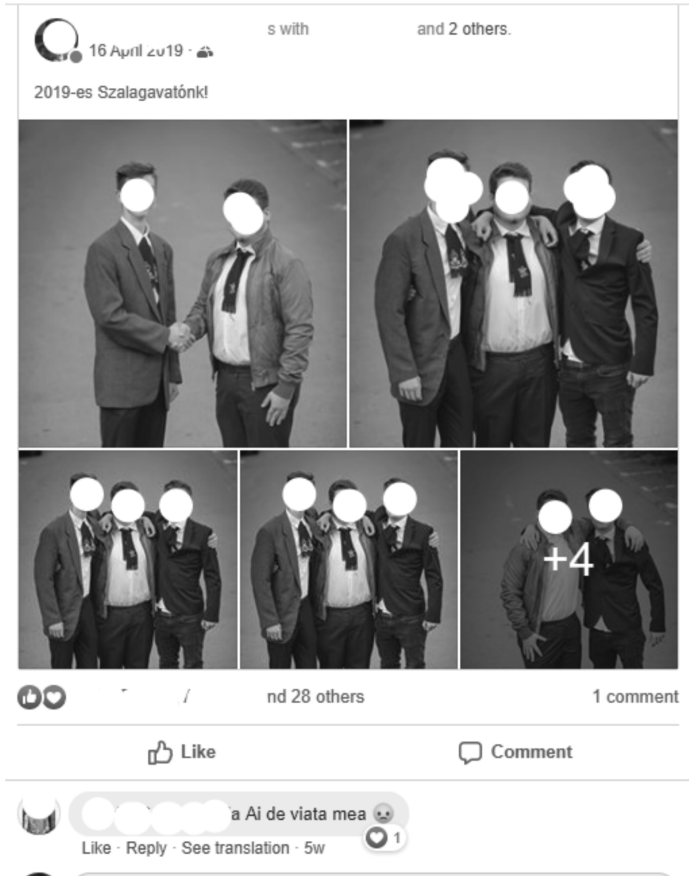 s with and 2 others.
16 April 2019 ·
2019-es Szalagavatónk!
+4
nd 28 others 1 comment
Like Comment
a Ai de viata mea
1
Like · Reply · See translation · 5w